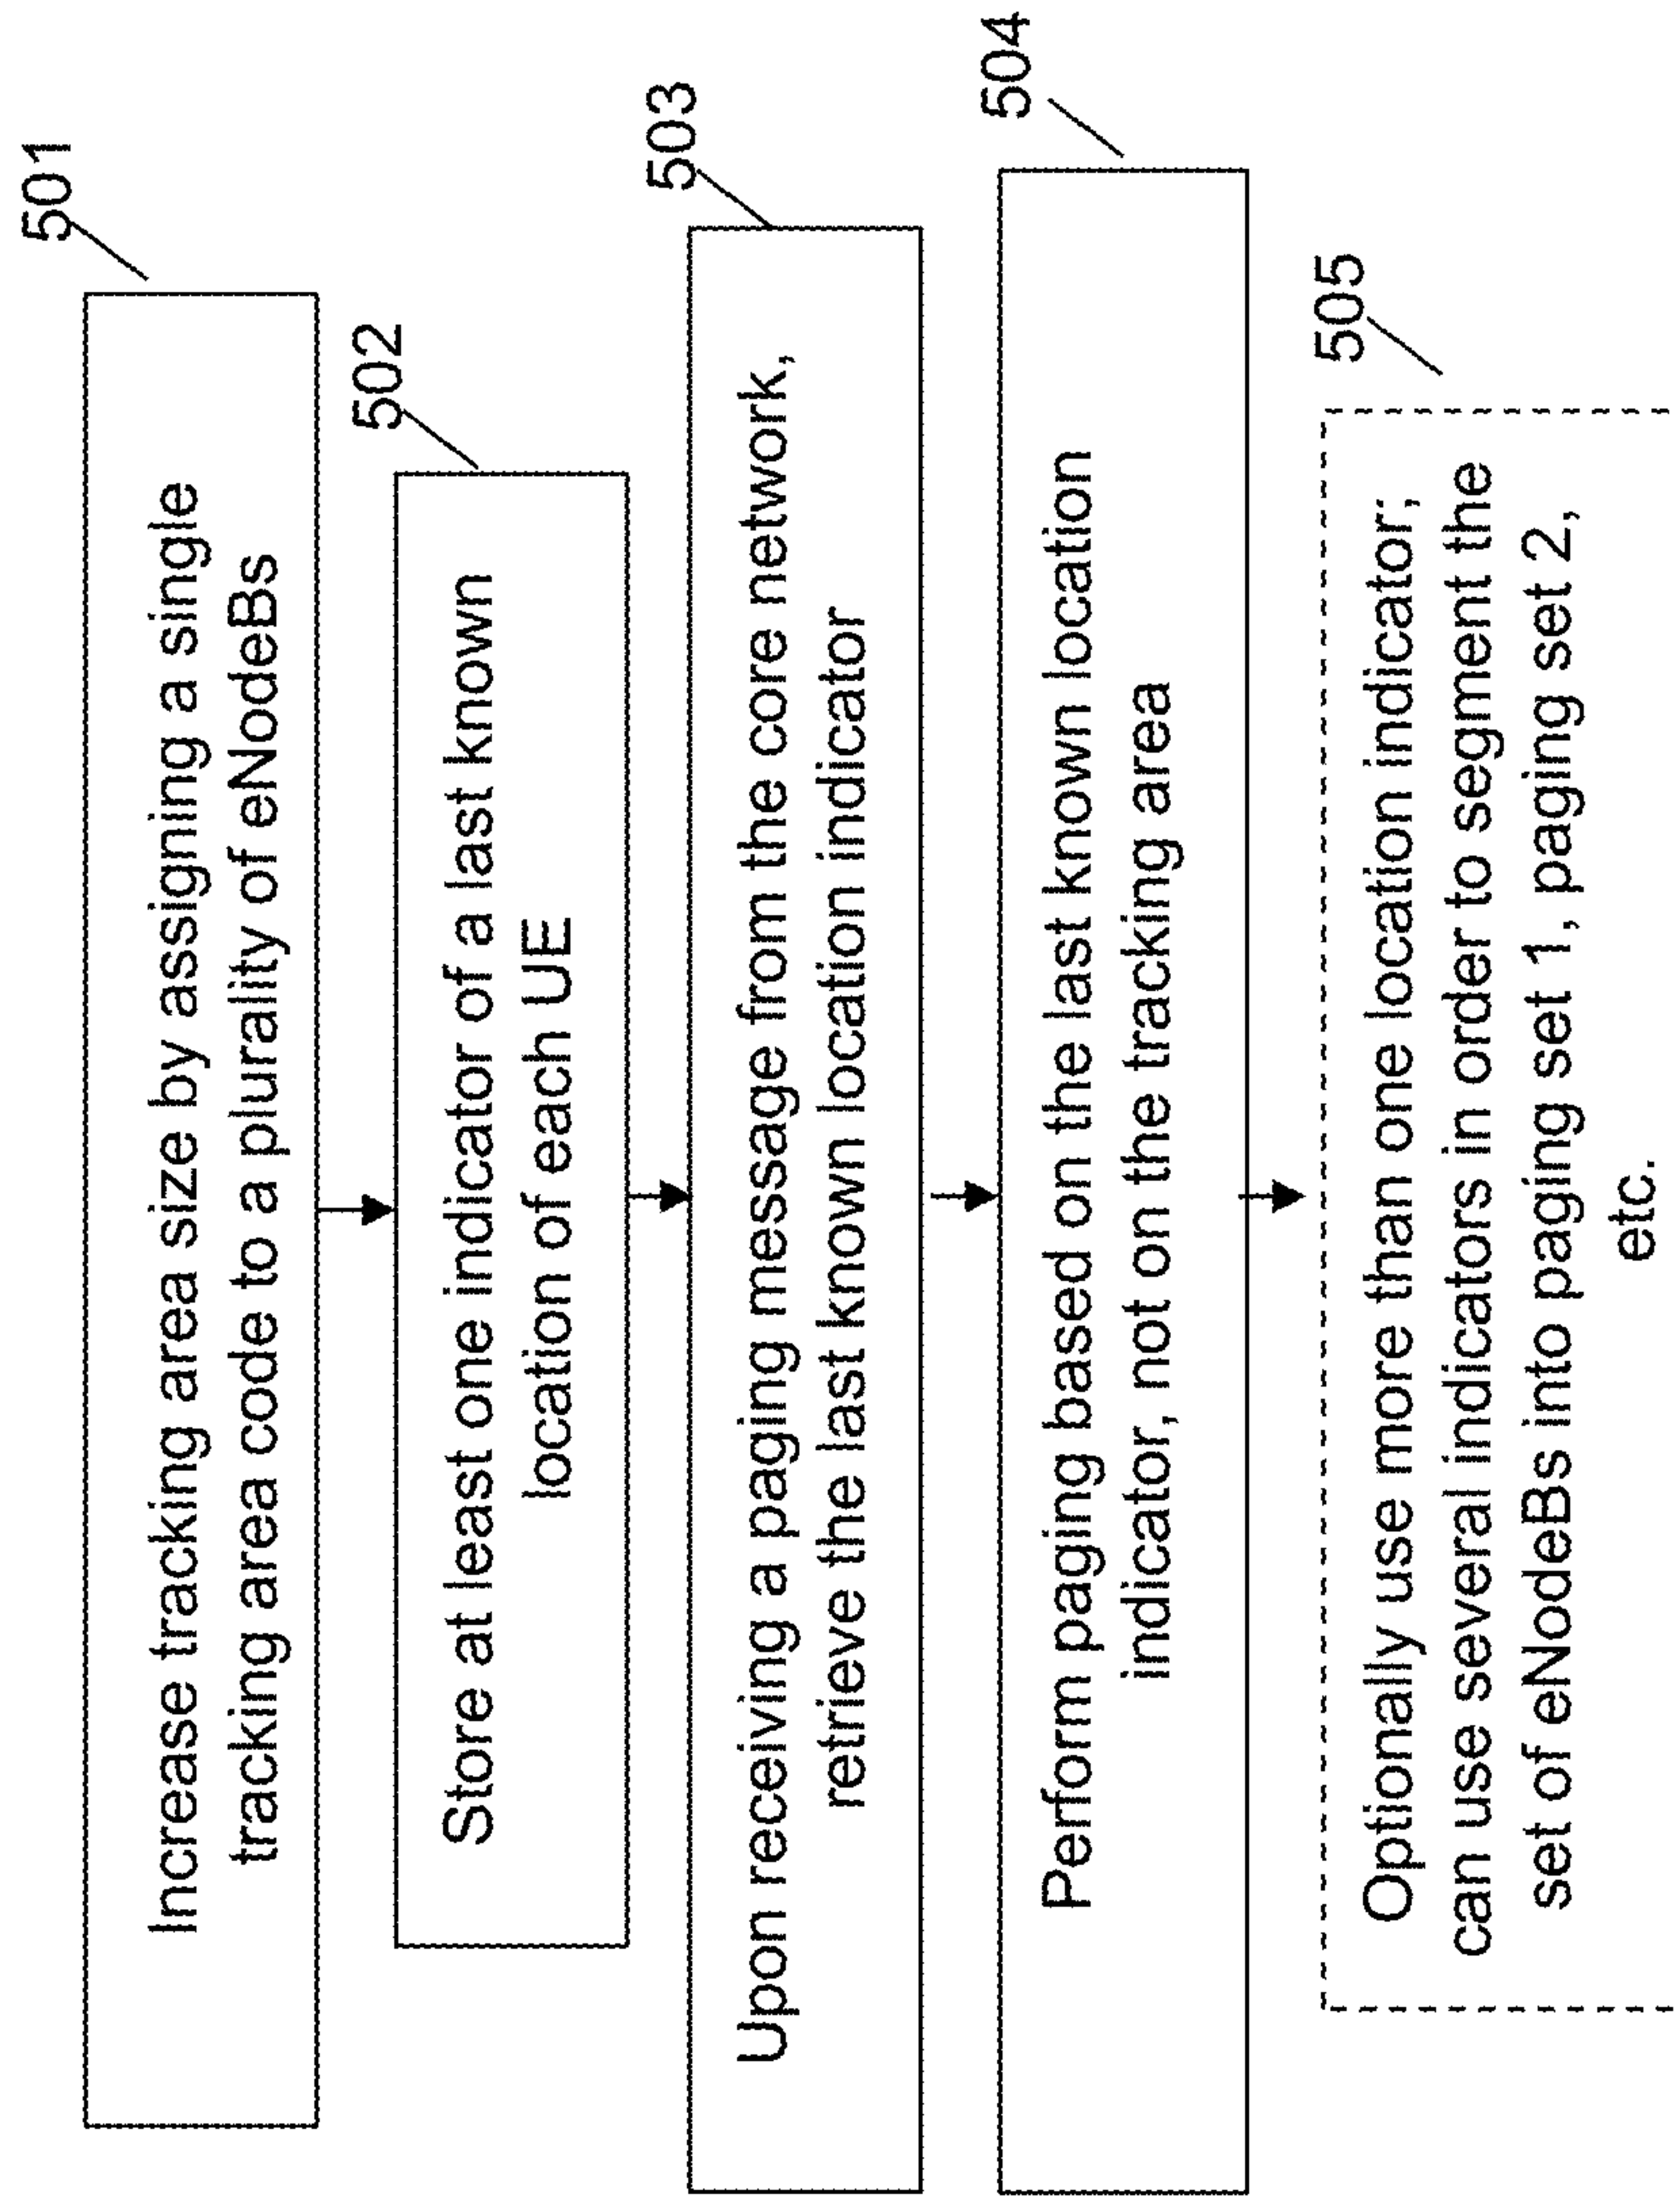 501
Increase tracking area size by assigning a single
tracking area code to a plurality of eNodeBs
502
Store at least one indicator of a last known
location of each UE
503
Upon receiving a paging message from the core network,
retrieve the last known location indicator
504
Perform paging based on the last known location
indicator, not on the tracking area
505
Optionally use more than one location indicator;
can use several indicators in order to segment the
set of eNodeBs into paging set 1, paging set 2,
etc.